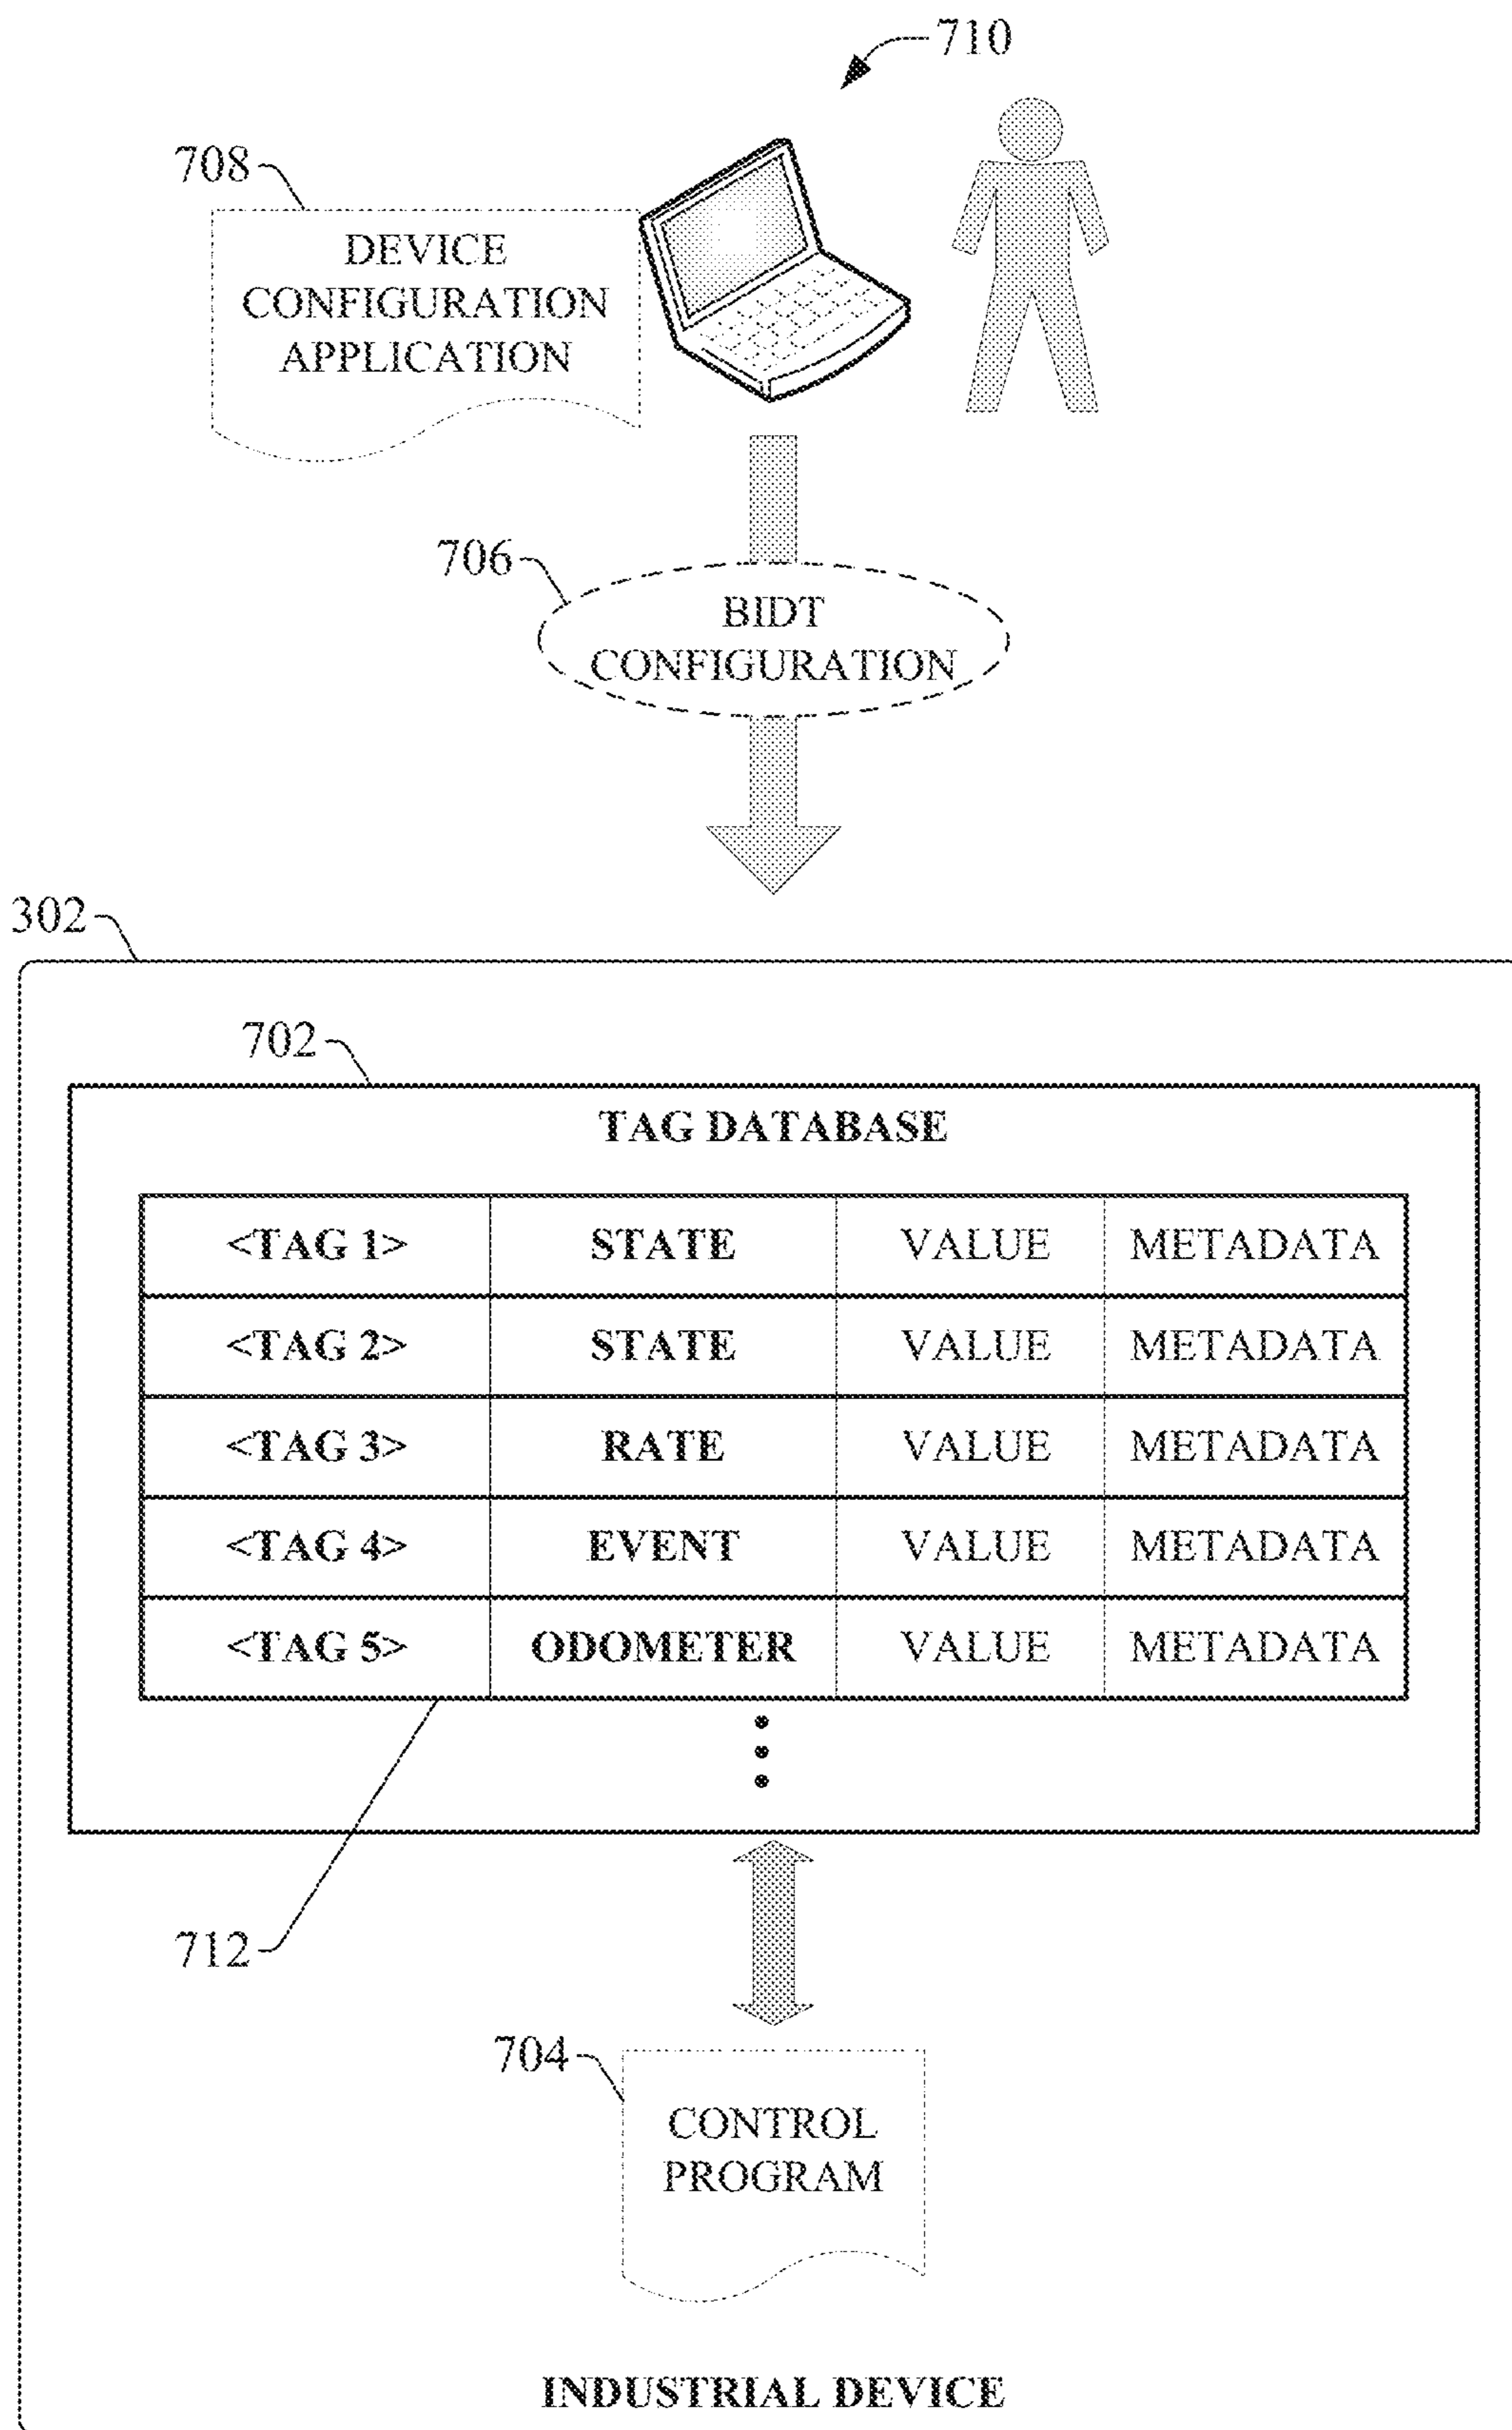 710
708
DEVICE
CONFIGURATION
APPLICATION
706
BIDT
CONFIGURATION
302
702
TAG DATABASE
<TAG 1> STATE VALUE METADATA
<TAG 2> STATE VALUE METADATA
<TAG 3> RATE VALUE METADATA
<TAG 4> EVENT VALUE METADATA
<TAG 5> ODOMETER VALUE METADATA
712
704
CONTROL
PROGRAM
INDUSTRIAL DEVICE